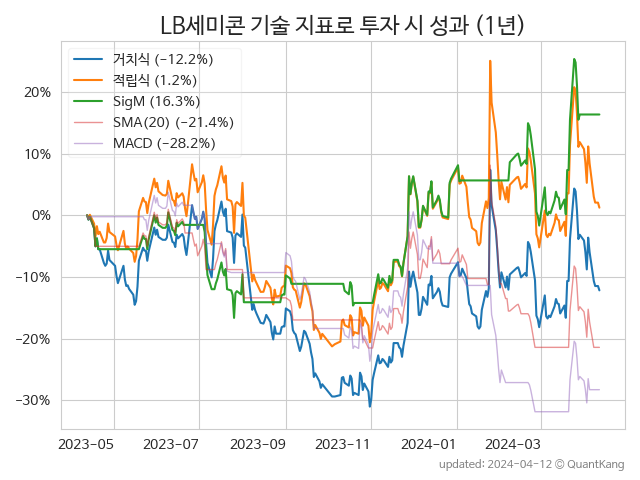 LB세미콘 기술 지표로 투자 시 성과 (1년)
거치식 (−12.2%)
적립식 (1.2%)
SigM (16.3%)
SMA(20) (−21.4%)
MACD (−28.2%)
20%
10%
0%
−10%
−20%
−30%
2023-05 2023-07 2023-09 2023-11 2024-01 2024-03
updated: 2024-04-12 © QuantKang